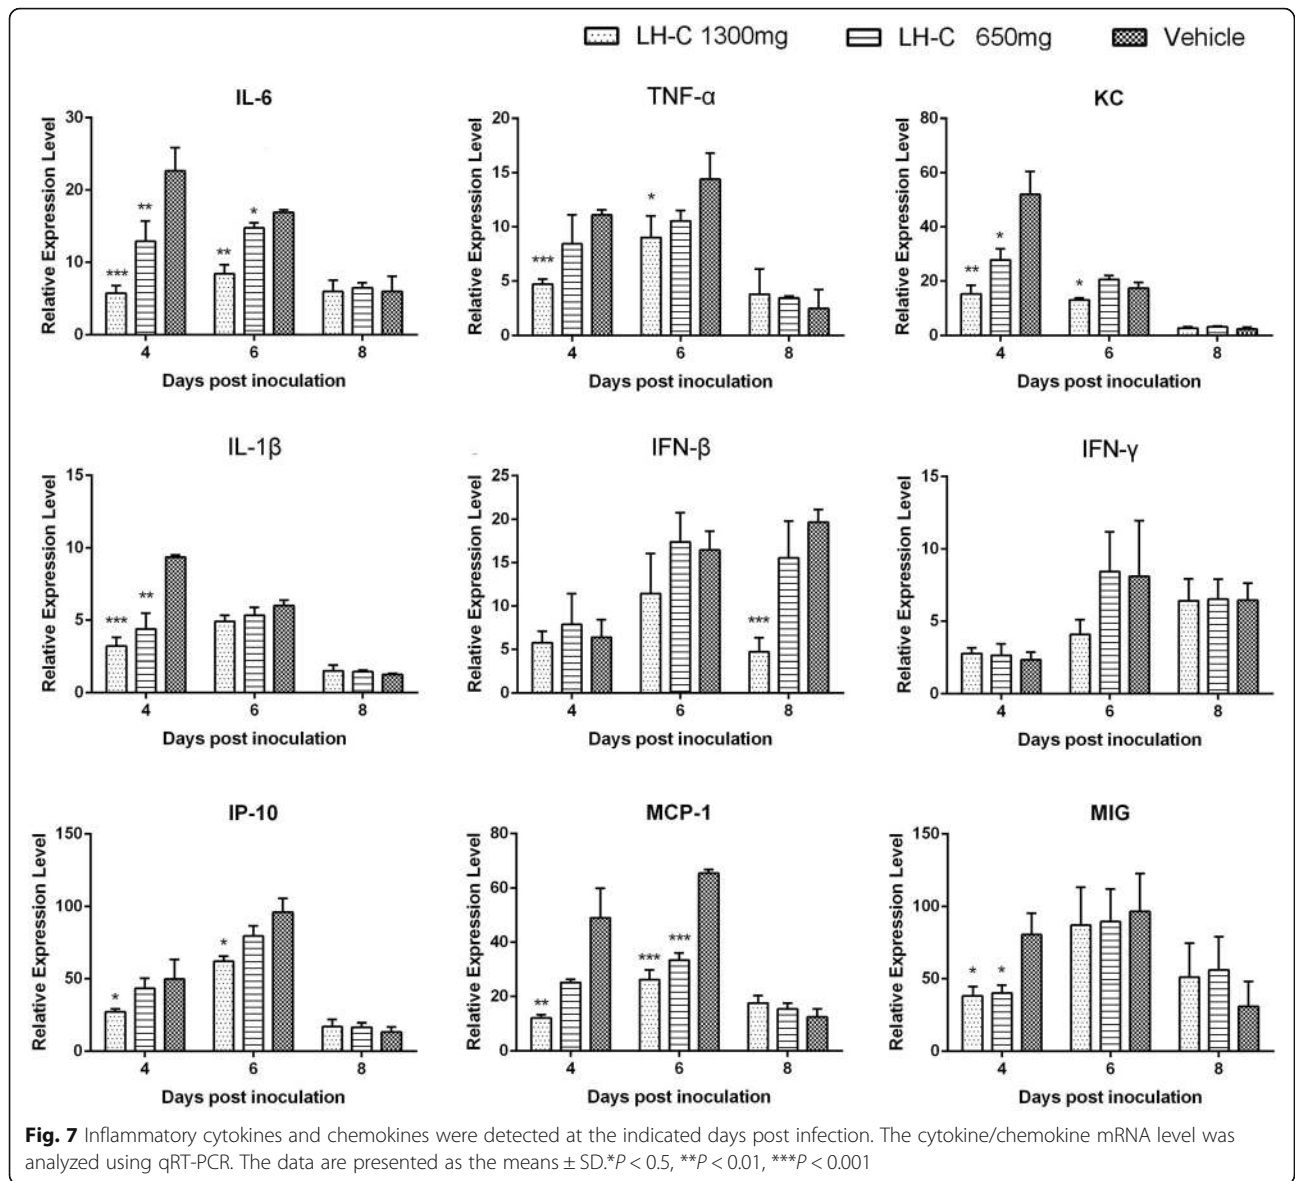 LH-C 1300mg LH-C 650mg Vehicle
IL-6
Relative Expression Level
30
20
10
0
4 6 8
Days post inoculation
TNF-α
Relative Expression Level
20
15
10
5
0
4 6 8
Days post inoculation
KC
Relative Expression Level
80
60
40
20
0
4 6 8
Days post inoculation
*** ** ** *
*** *
** * *
IL-1β
Relative Expression Level
15
10
5
0
4 6 8
Days post inoculation
*** **
IFN-β
Relative Expression Level
25
20
15
10
5
0
4 6 8
Days post inoculation
***
IFN-γ
Relative Expression Level
15
10
5
0
4 6 8
Days post inoculation
IP-10
Relative Expression Level
150
100
50
0
4 6 8
Days post inoculation
* *
MCP-1
Relative Expression Level
80
60
40
20
0
4 6 8
Days post inoculation
** *** ***
MIG
Relative Expression Level
150
100
50
0
4 6 8
Days post inoculation
* *
Fig. 7 Inflammatory cytokines and chemokines were detected at the indicated days post infection. The cytokine/chemokine mRNA level was
analyzed using qRT-PCR. The data are presented as the means ± SD.*P < 0.5, **P < 0.01, ***P < 0.001